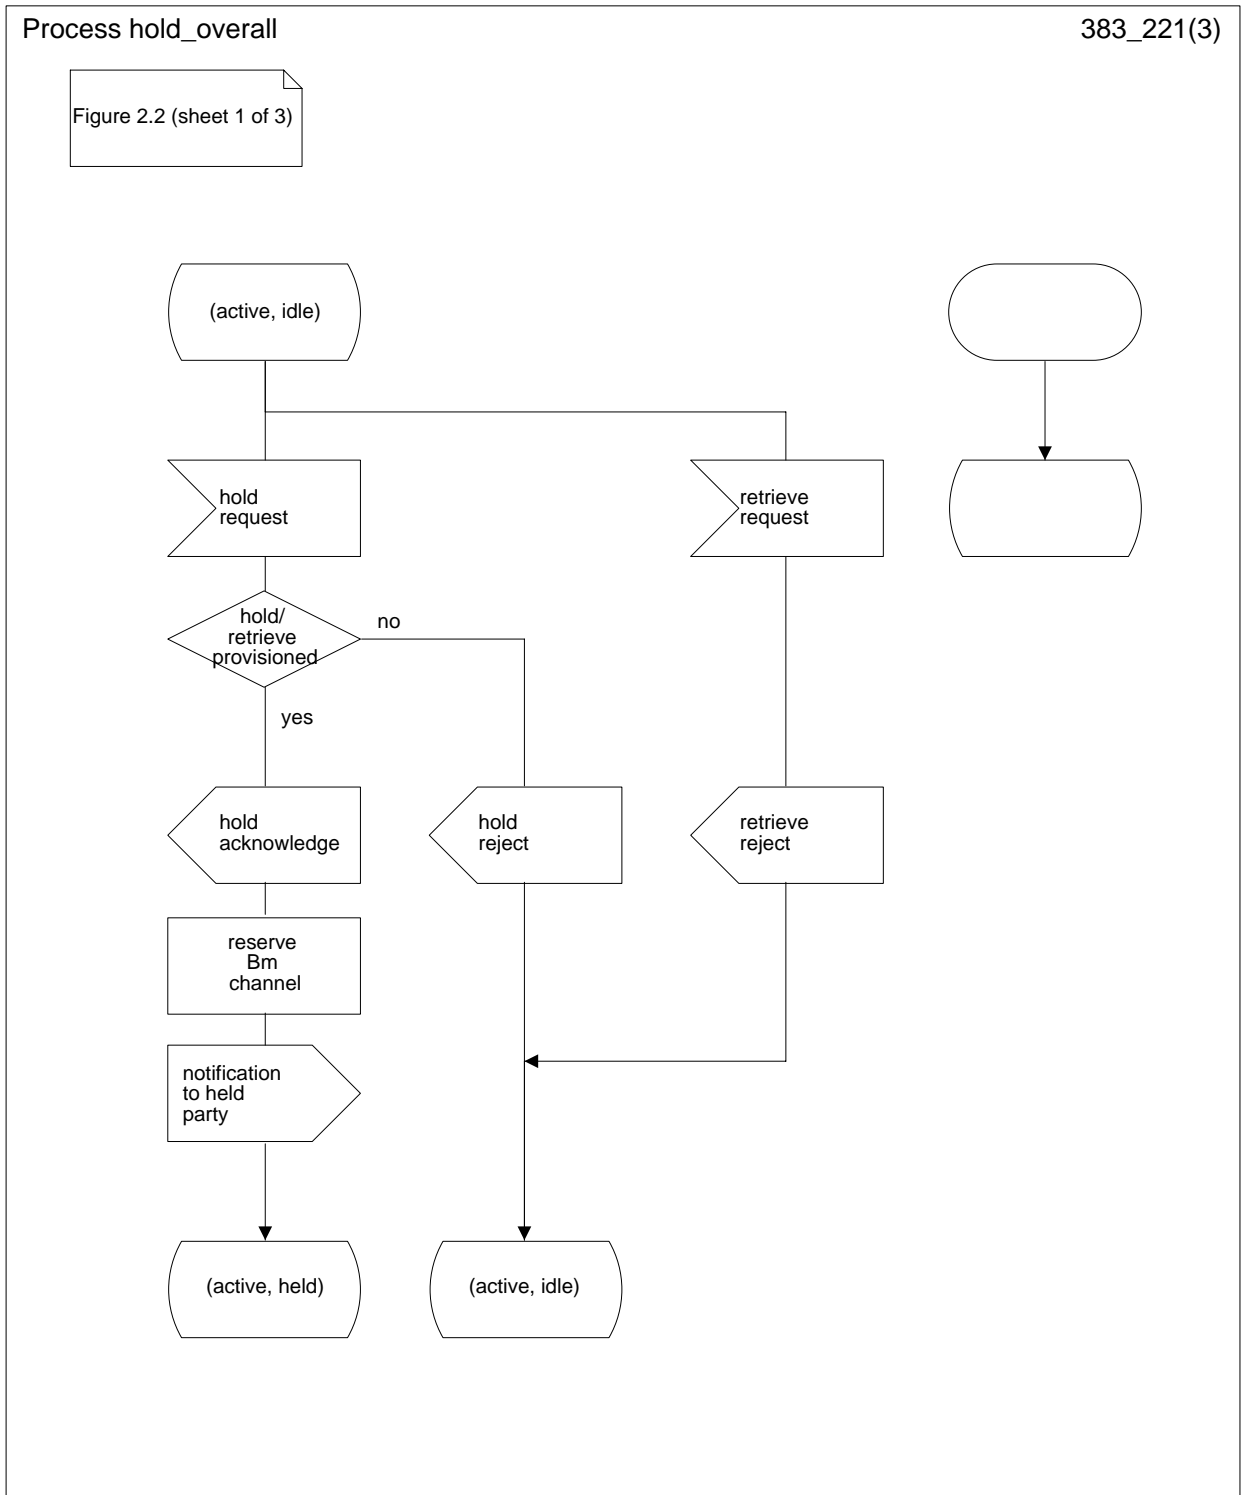 Process hold_overall
383_221(3)
Figure 2.2 (sheet 1 of 3)
(active, idle)
hold
request
retrieve
request
hold/
retrieve
provisioned
no
yes
hold
acknowledge
hold
reject
retrieve
reject
reserve
Bm
channel
notification
to held
party
(active, held)
(active, idle)